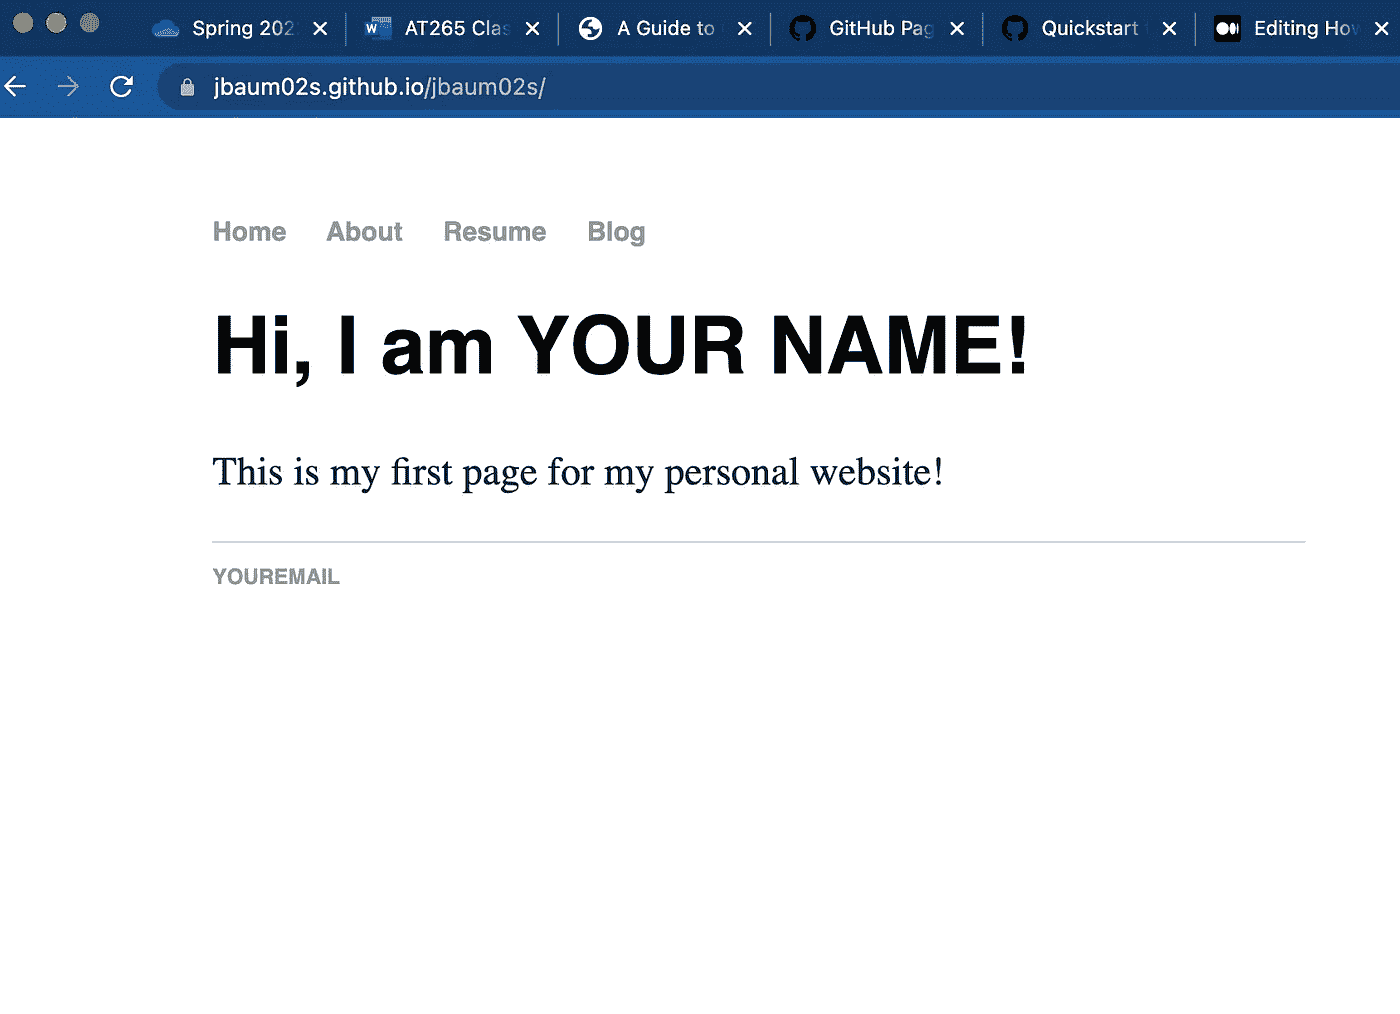 Spring 202 AT265 Clas A Guide to GitHub Pag Quickstart Editing How
jbaum02s.github.io/jbaum02s/
Home About Resume Blog
Hi, I am YOUR NAME!
This is my first page for my personal website!
YOUREMAIL